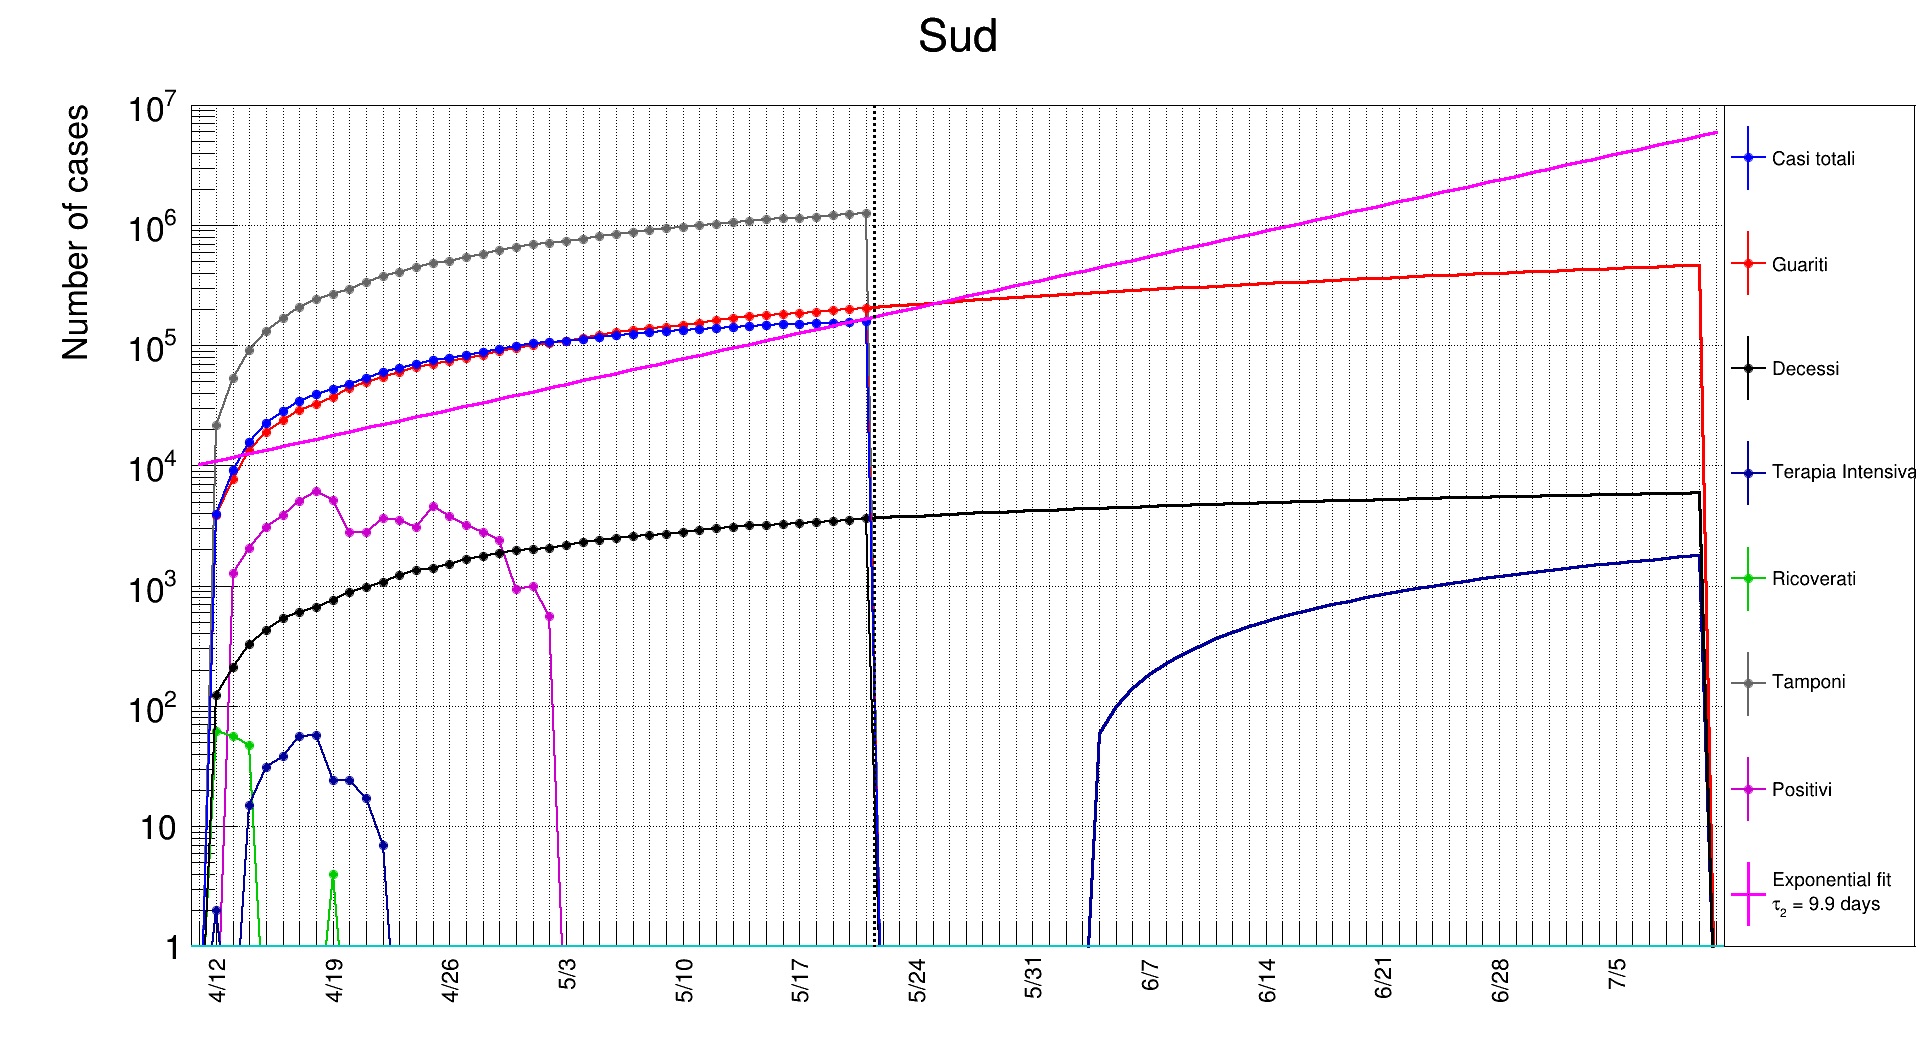 Sud
Number of cases
10^7
10^6
10^5
10^4
10^3
10^2
10
1
4/12
4/19
4/26
5/3
5/10
5/17
5/24
5/31
6/7
6/14
6/21
6/28
7/5
Casi totali
Guariti
Decessi
Terapia Intensiva
Ricoverati
Tamponi
Positivi
Exponential fit
τ₂ = 9.9 days